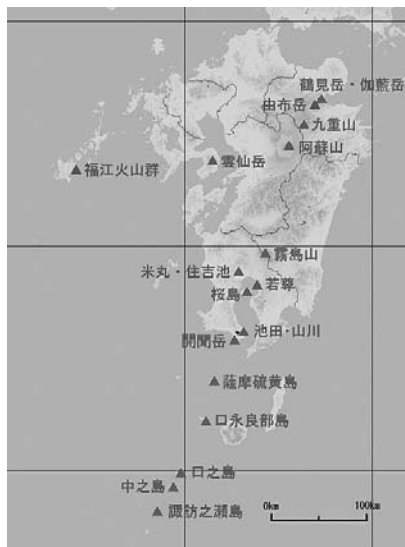 鶴見岳・伽藍岳
由布岳
九重山
阿蘇山
雲仙岳
福江火山群
霧島山
米丸・住吉池
若尊
桜島
池田・山川
開聞岳
薩摩硫黄島
口永良部島
口之島
中之島
諏訪之瀬島
0km 100km